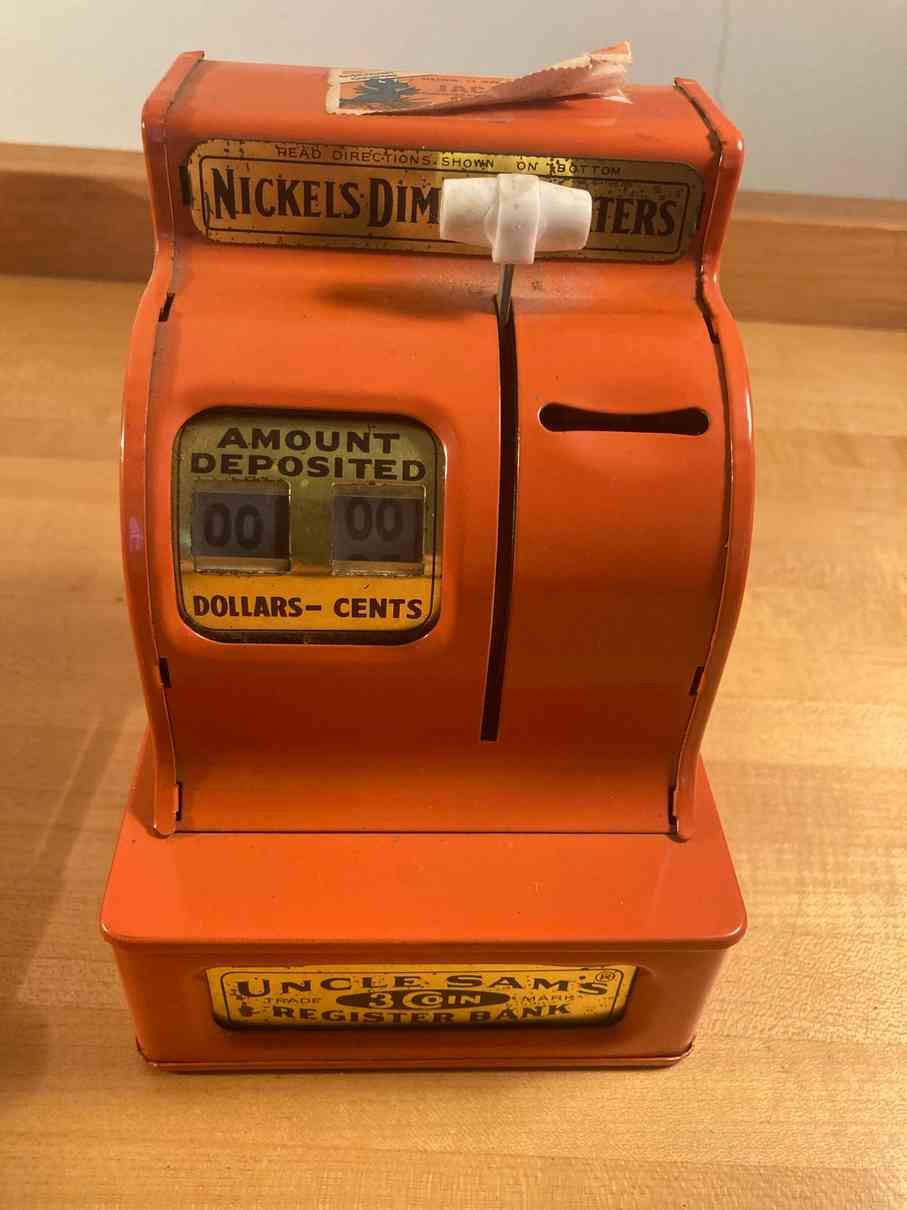 JAC
READ DIRECTIONS SHOWN ON BOTTOM
NICKELS·DIM TERS
AMOUNT
DEPOSITED
00 00
DOLLARS– CENTS
UNCLE SAM'S®
TRADE 3 COIN MARK
REGISTER BANK